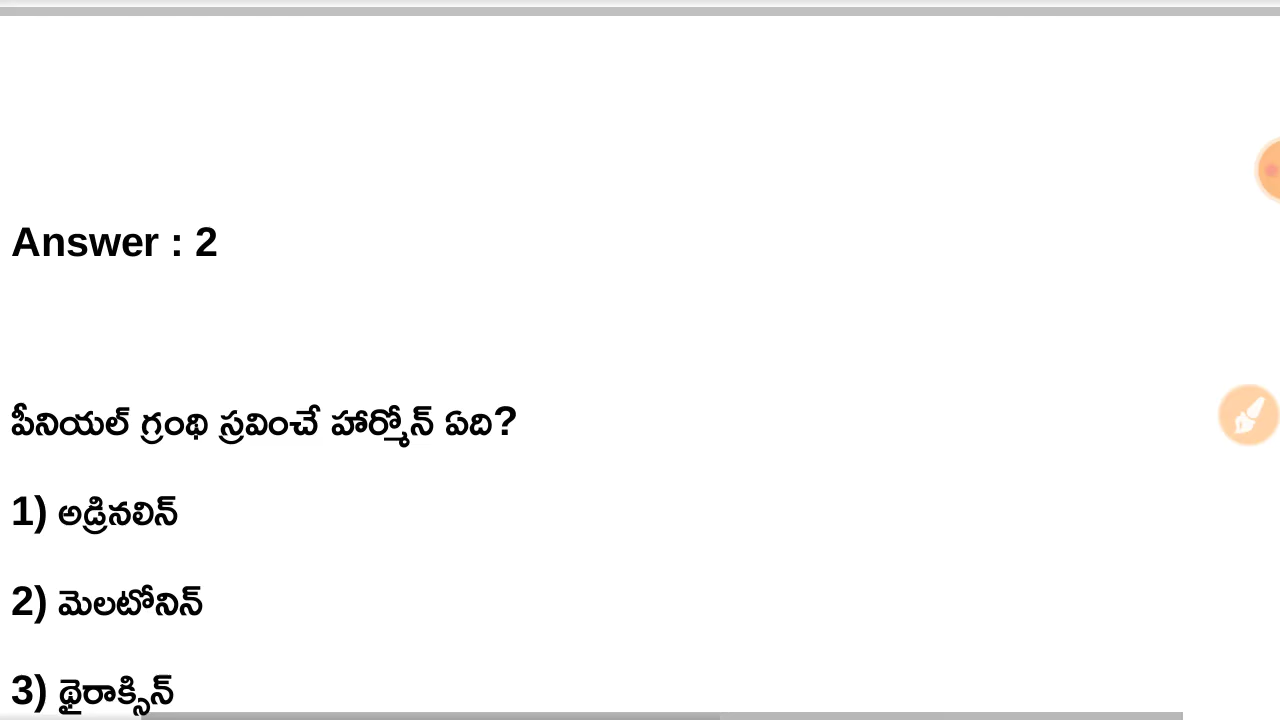 Answer : 2
పీనియల్ గ్రంథి స్రవించే హార్మోన్ ఏది?
1) అడ్రినలిన్
2) మెలటోనిన్
3) థైరాక్సిన్